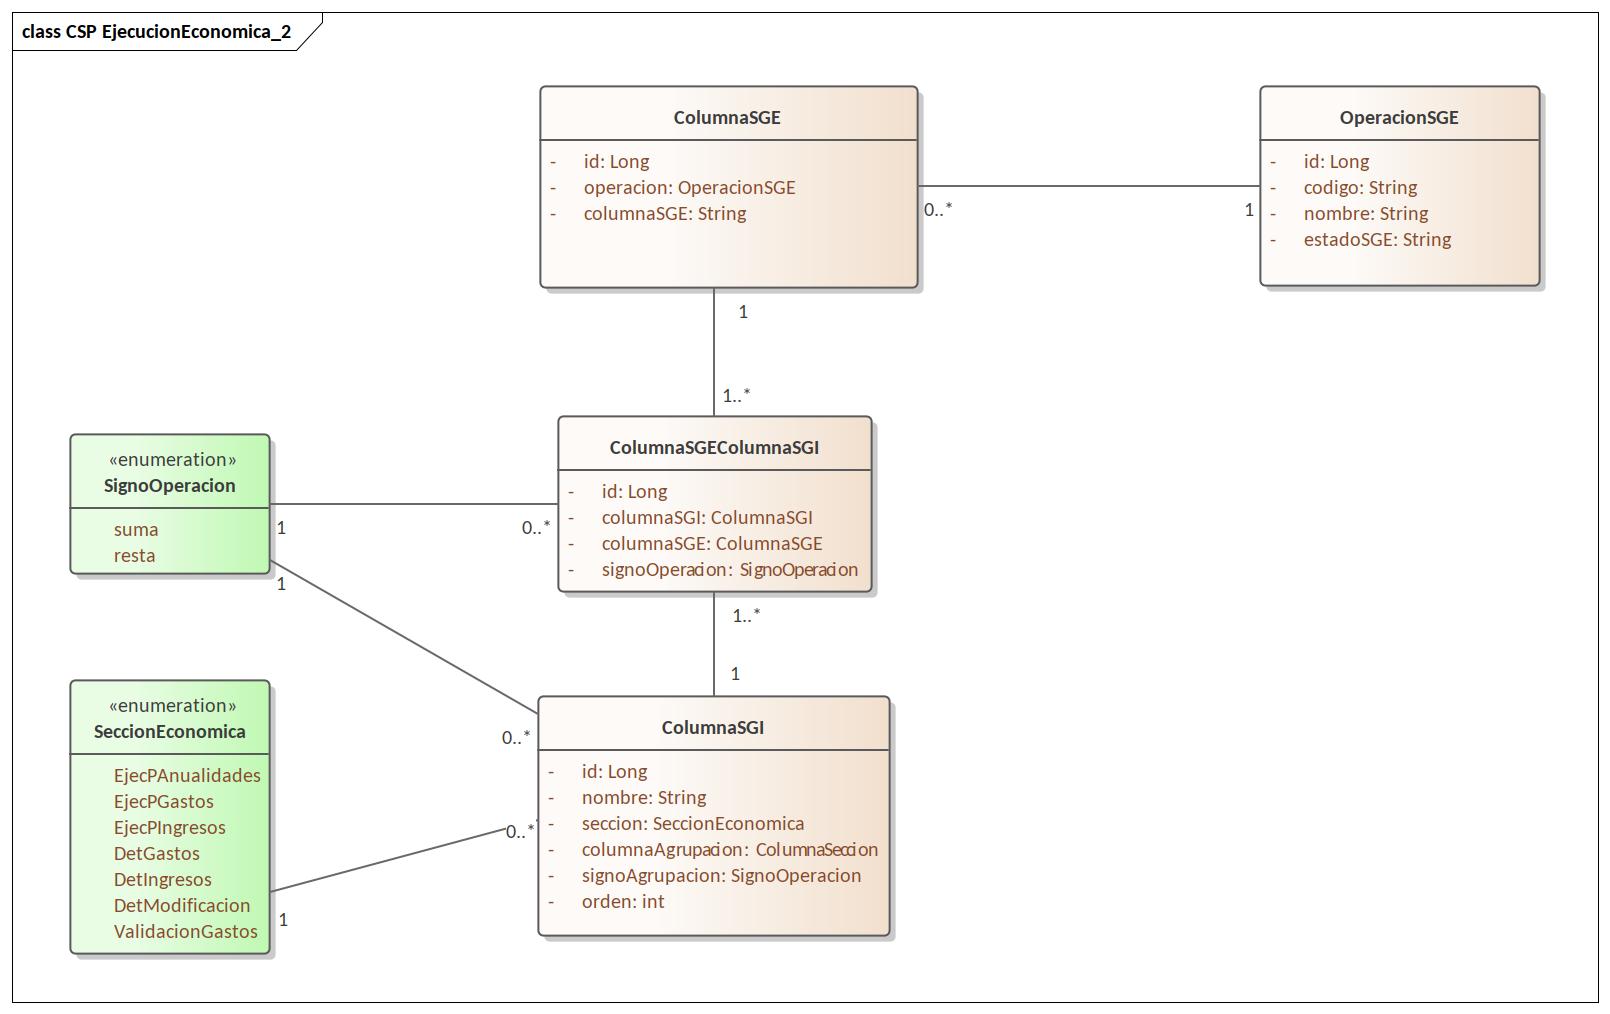 class CSP EjecucionEconomica_2
ColumnaSGE
- id: Long
- operacion: OperacionSGE
- columnaSGE: String
OperacionSGE
- id: Long
- codigo: String
- nombre: String
- estadoSGE: String
0..*
1
1
1..*
«enumeration»
SignoOperacion
suma
resta
ColumnaSGEColumnaSGI
- id: Long
- columnaSGI: ColumnaSGI
- columnaSGE: ColumnaSGE
- signoOperacion: SignoOperacion
1
0..*
1
1..*
1
0..*
«enumeration»
SeccionEconomica
EjecPAnualidades
EjecPGastos
EjecPIngresos
DetGastos
DetIngresos
DetModificacion
ValidacionGastos
ColumnaSGI
- id: Long
- nombre: String
- seccion: SeccionEconomica
- columnaAgrupacion: ColumnaSeccion
- signoAgrupacion: SignoOperacion
- orden: int
0..*
1